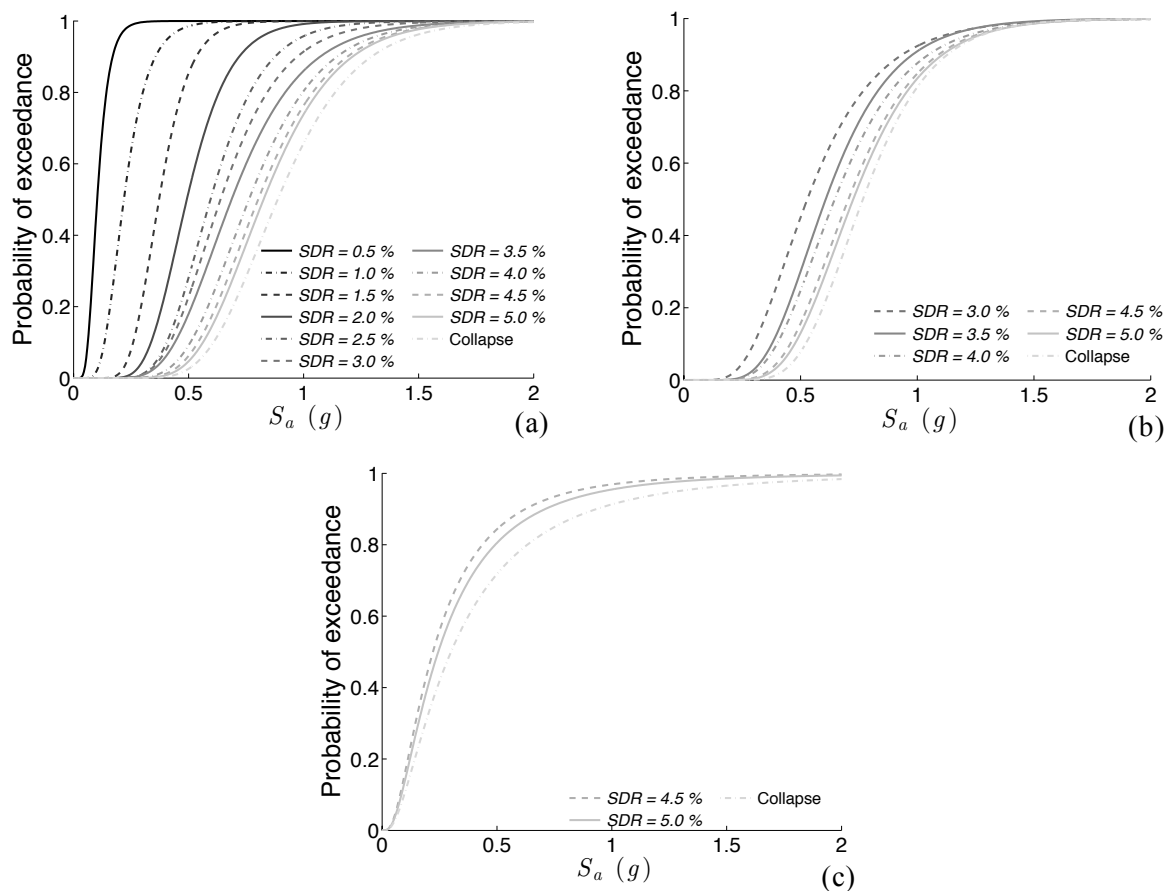 Probability of exceedance
1
0.8
0.6
0.4
0.2
0
SDR = 0.5 %
SDR = 1.0 %
SDR = 1.5 %
SDR = 2.0 %
SDR = 2.5 %
SDR = 3.0 %
SDR = 3.5 %
SDR = 4.0 %
SDR = 4.5 %
SDR = 5.0 %
Collapse
0 0.5 1 1.5 2
S_a (g)
(a)
Probability of exceedance
1
0.8
0.6
0.4
0.2
0
SDR = 3.0 %
SDR = 3.5 %
SDR = 4.0 %
SDR = 4.5 %
SDR = 5.0 %
Collapse
0 0.5 1 1.5 2
S_a (g)
(b)
Probability of exceedance
1
0.8
0.6
0.4
0.2
0
SDR = 4.5 %
SDR = 5.0 %
Collapse
0 0.5 1 1.5 2
S_a (g)
(c)